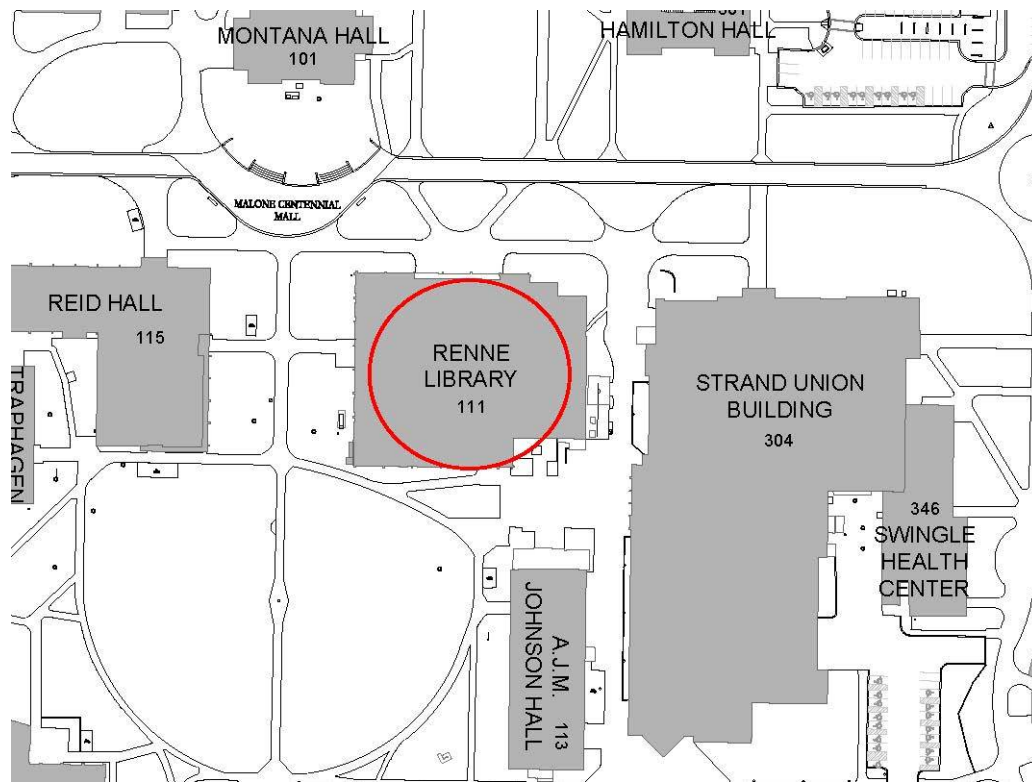 MONTANA HALL
101
HAMILTON HALL
MALONE CENTENNIAL
MALL
REID HALL
115
TRAPHAGEN
RENNE
LIBRARY
111
STRAND UNION
BUILDING
304
346
SWINGLE
HEALTH
CENTER
A.J.M. 113
JOHNSON HALL